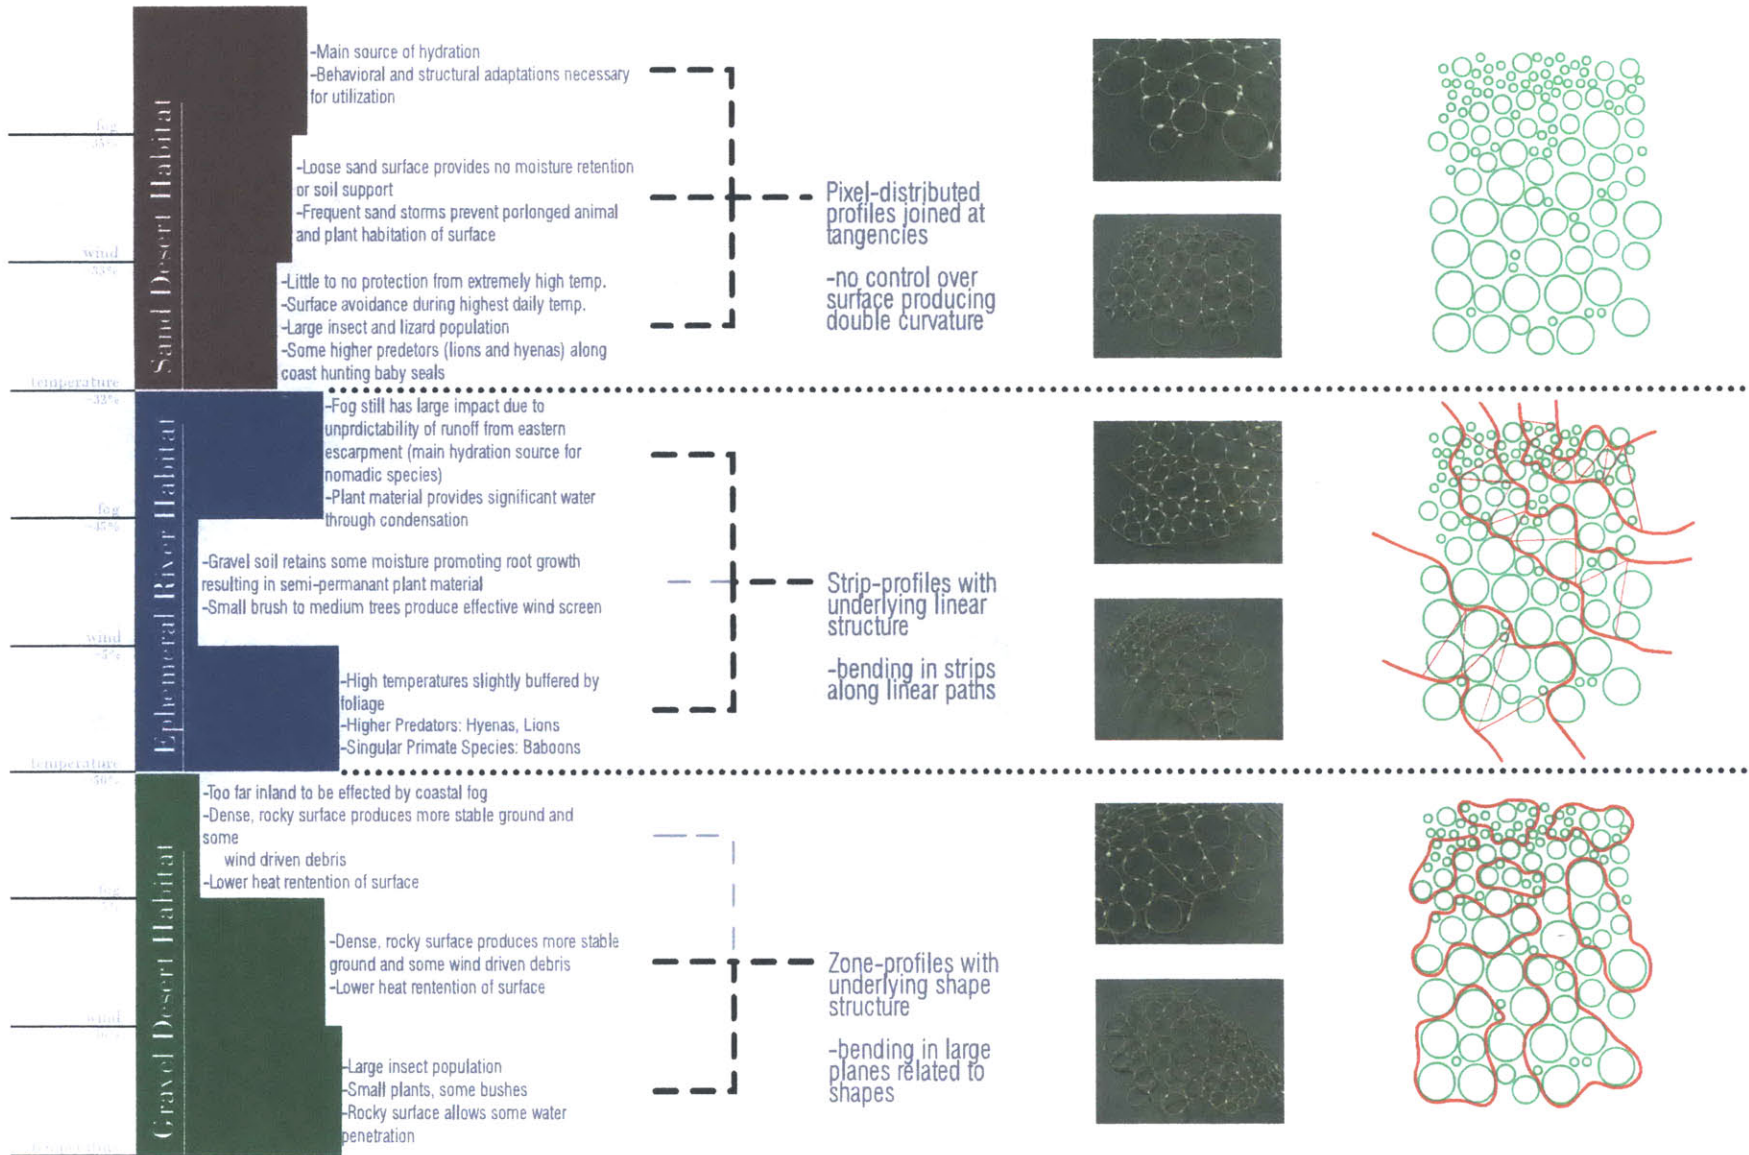 Sand Desert Habitat
fog
35%
wind
33%
temperature
-33%
-Main source of hydration
-Behavioral and structural adaptations necessary
for utilization
-Loose sand surface provides no moisture retention
or soil support
-Frequent sand storms prevent porlonged animal
and plant habitation of surface
-Little to no protection from extremely high temp.
-Surface avoidance during highest daily temp.
-Large insect and lizard population
-Some higher predetors (lions and hyenas) along
coast hunting baby seals
Pixel-distributed
profiles joined at
tangencies
-no control over
surface producing
double curvature
Ephemeral River Habitat
fog
-45%
wind
-5%
temperature
-50%
-Fog still has large impact due to
unprdictability of runoff from eastern
escarpment (main hydration source for
nomadic species)
-Plant material provides significant water
through condensation
-Gravel soil retains some moisture promoting root growth
resulting in semi-permanant plant material
-Small brush to medium trees produce effective wind screen
-High temperatures slightly buffered by
foliage
-Higher Predators: Hyenas, Lions
-Singular Primate Species: Baboons
Strip-profiles with
underlying linear
structure
-bending in strips
along linear paths
Gravel Desert Habitat
fog
wind
temperature
-Too far inland to be effected by coastal fog
-Dense, rocky surface produces more stable ground and
some
wind driven debris
-Lower heat rentention of surface
-Dense, rocky surface produces more stable
ground and some wind driven debris
-Lower heat rentention of surface
-Large insect population
-Small plants, some bushes
-Rocky surface allows some water
penetration
Zone-profiles with
underlying shape
structure
-bending in large
planes related to
shapes